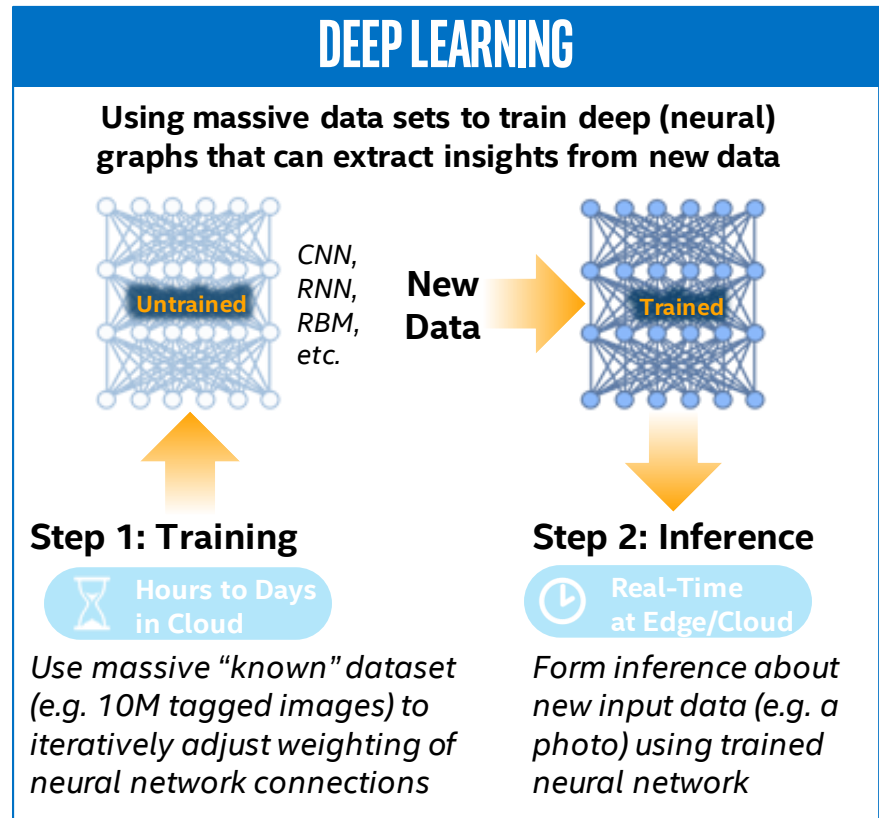 DEEP LEARNING
Using massive data sets to train deep (neural)
graphs that can extract insights from new data
Untrained
CNN,
RNN,
RBM,
etc.
New
Data
Trained
Step 1: Training
Hours to Days
in Cloud
Use massive “known” dataset
(e.g. 10M tagged images) to
iteratively adjust weighting of
neural network connections
Step 2: Inference
Real-Time
at Edge/Cloud
Form inference about
new input data (e.g. a
photo) using trained
neural network